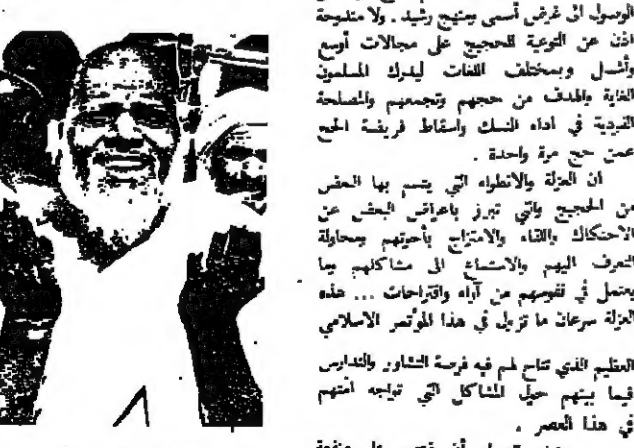 الوصول الى غرض أسمى بمنهج رشيد . ولا مندوحة
اذن عن التوعية للحجيج على مجالات أوسع
وأشمل وبمختلف اللغات ليدرك المسلمون
الغاية والهدف من حجهم وتجمعهم والمصلحة
الفردية في اداء النسك واسقاط فريضة الحج
عمن حج مرة واحدة .
ان العزلة والانطواء التي يتسم بها البعض
من الحجيج والتي تبرز باعراض البعض عن
الاحتكاك واللقاء والامتزاج بأخوتهم ومحاولة
التعرف اليهم والاستماع الى مشاكلهم وما
يعتمل في نفوسهم من آراء واقتراحات ... هذه
العزلة سرعان ما تزول في هذا المؤتمر الاسلامي
العظيم الذي تتاح لهم فيه فرصة التشاور والتدارس
فيما بينهم حول المشاكل التي تواجه امتهم
في هذا العصر .